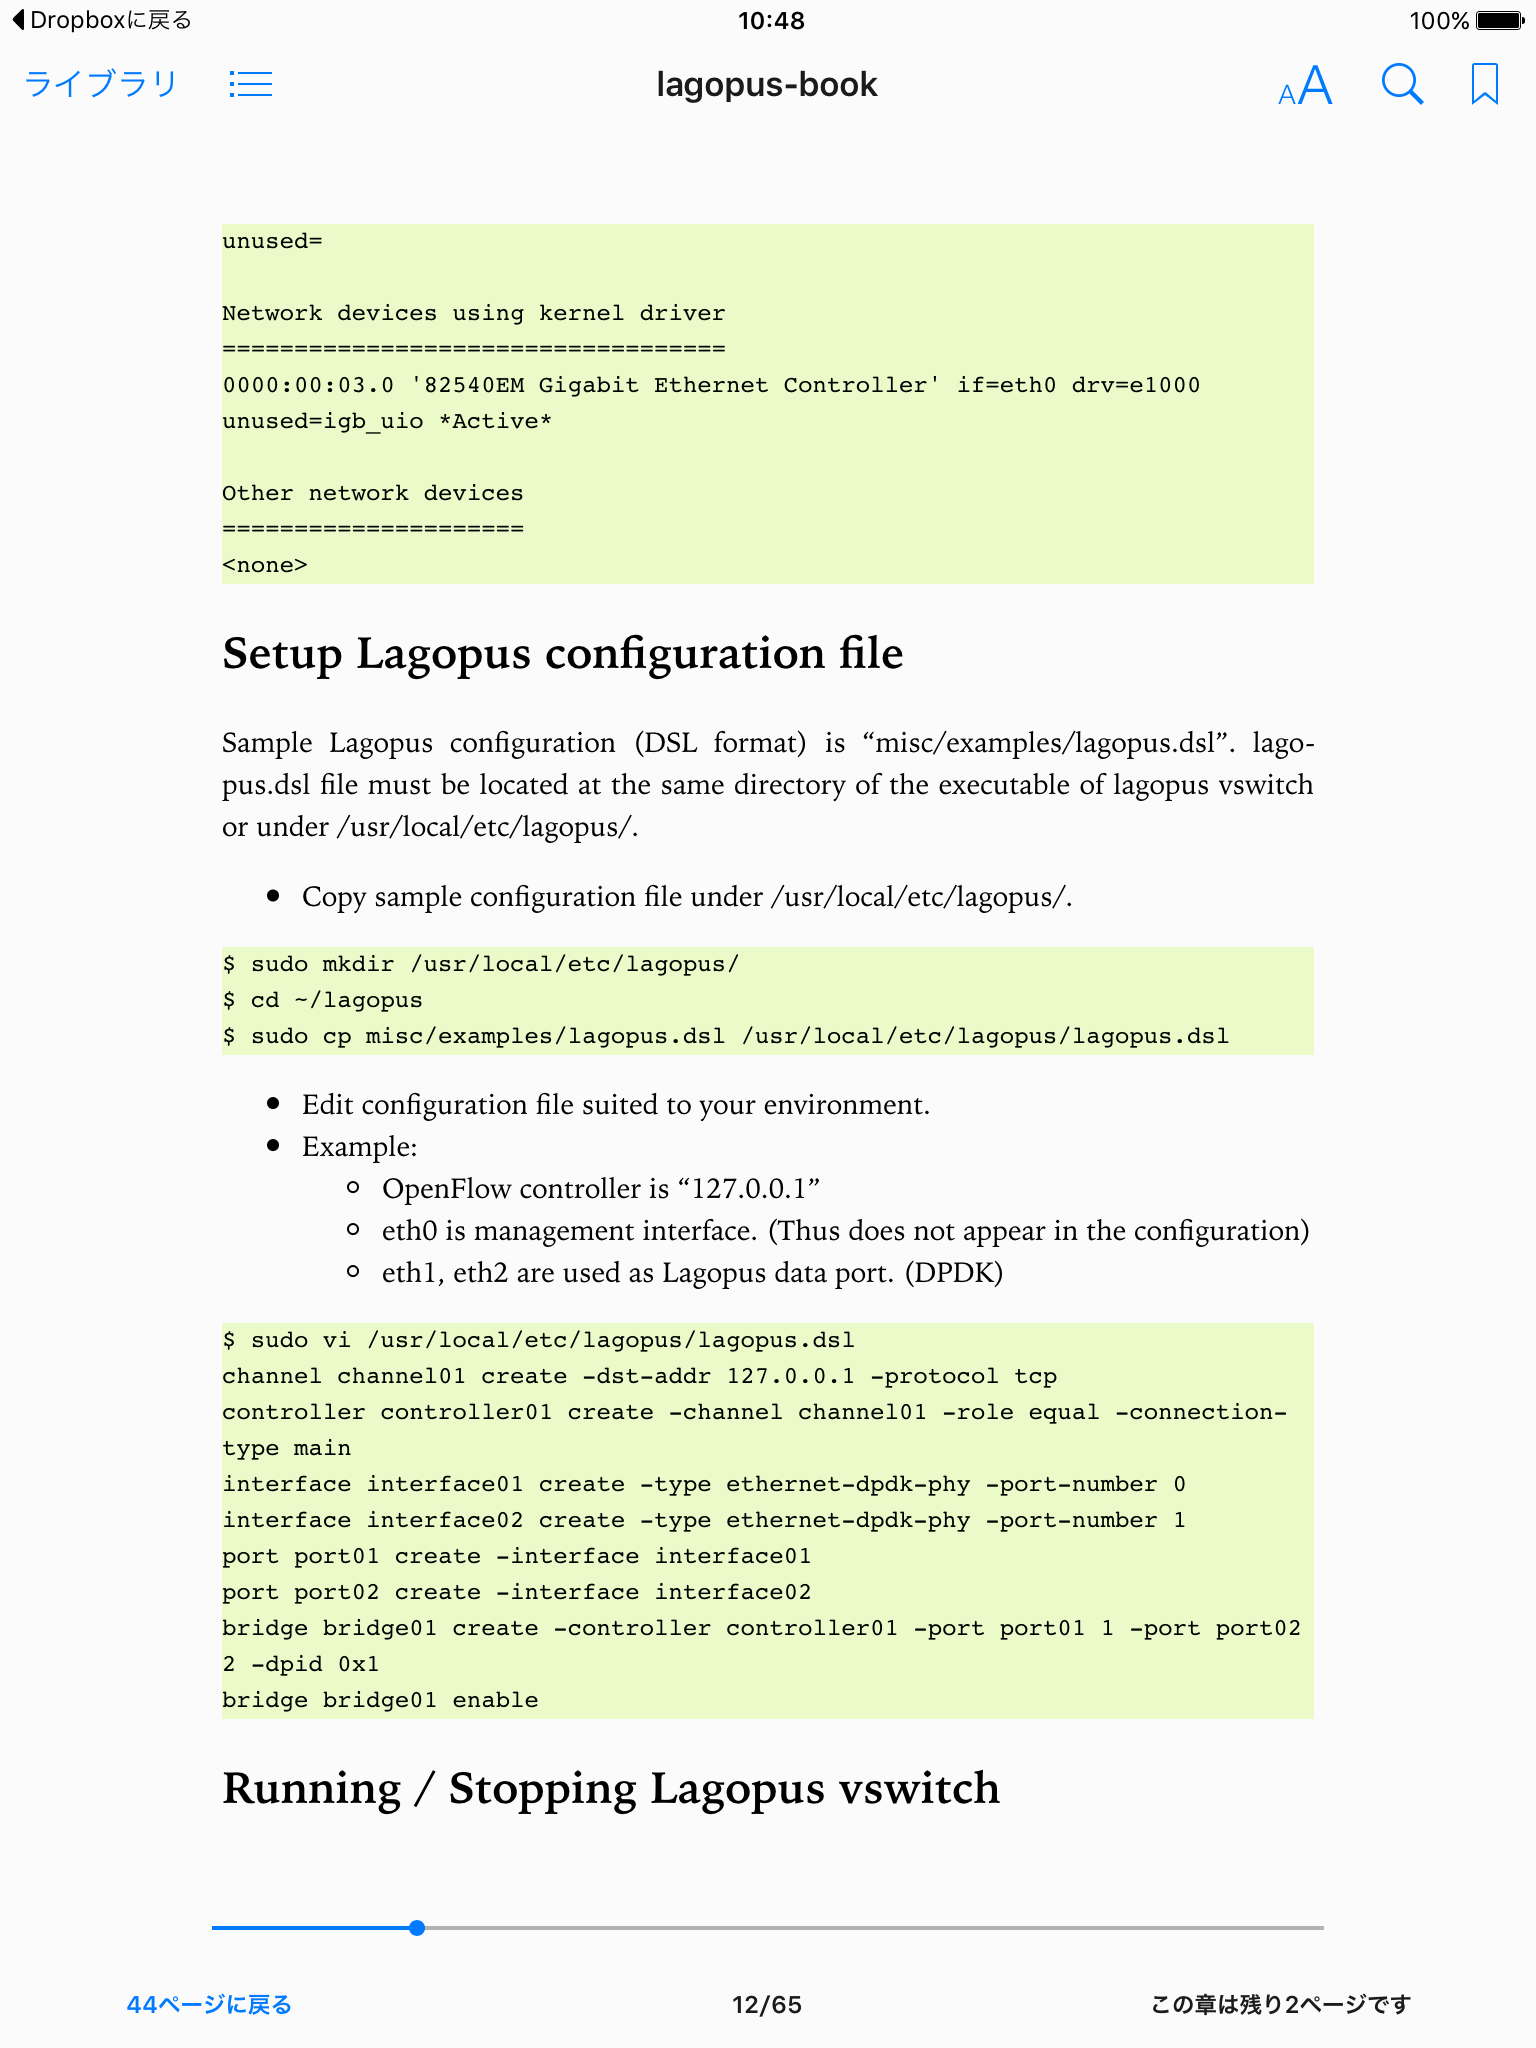 Dropboxに戻る
10:48
100%
ライブラリ
lagopus-book
AA
unused=
Network devices using kernel driver
===================================
0000:00:03.0 '82540EM Gigabit Ethernet Controller' if=eth0 drv=e1000
unused=igb_uio *Active*
Other network devices
=====================
<none>
Setup Lagopus configuration file
Sample Lagopus configuration (DSL format) is “misc/examples/lagopus.dsl”. lago-
pus.dsl file must be located at the same directory of the executable of lagopus vswitch
or under /usr/local/etc/lagopus/.
• Copy sample configuration file under /usr/local/etc/lagopus/.
$ sudo mkdir /usr/local/etc/lagopus/
$ cd ~/lagopus
$ sudo cp misc/examples/lagopus.dsl /usr/local/etc/lagopus/lagopus.dsl
• Edit configuration file suited to your environment.
• Example:
◦ OpenFlow controller is “127.0.0.1”
◦ eth0 is management interface. (Thus does not appear in the configuration)
◦ eth1, eth2 are used as Lagopus data port. (DPDK)
$ sudo vi /usr/local/etc/lagopus/lagopus.dsl
channel channel01 create -dst-addr 127.0.0.1 -protocol tcp
controller controller01 create -channel channel01 -role equal -connection-
type main
interface interface01 create -type ethernet-dpdk-phy -port-number 0
interface interface02 create -type ethernet-dpdk-phy -port-number 1
port port01 create -interface interface01
port port02 create -interface interface02
bridge bridge01 create -controller controller01 -port port01 1 -port port02
2 -dpid 0x1
bridge bridge01 enable
Running / Stopping Lagopus vswitch
44ページに戻る
12/65
この章は残り2ページです